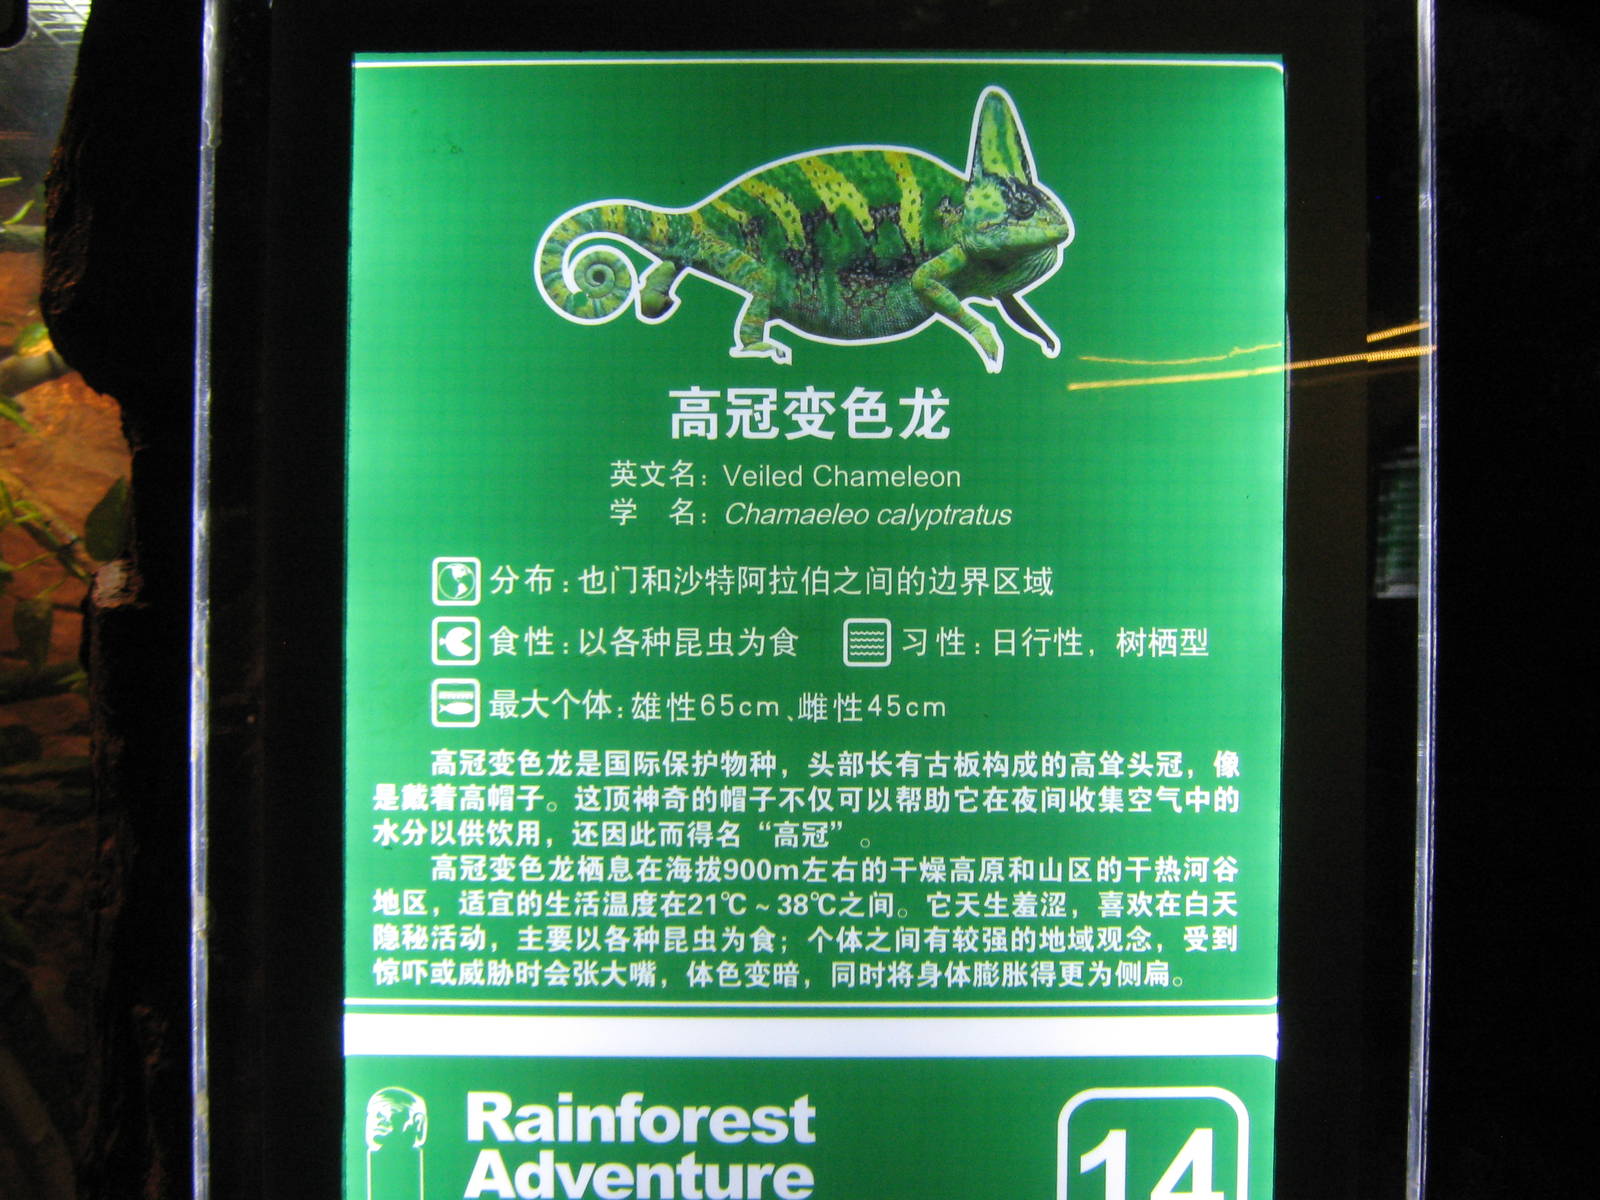 高冠变色龙
英文名：Veiled Chameleon
学　名：Chamaeleo calyptratus
分布：也门和沙特阿拉伯之间的边界区域
食性：以各种昆虫为食　习性：日行性，树栖型
最大个体：雄性65cm、雌性45cm
高冠变色龙是国际保护物种，头部长有古板构成的高耸头冠，像
是戴着高帽子。这顶神奇的帽子不仅可以帮助它在夜间收集空气中的
水分以供饮用，还因此而得名“高冠”。
高冠变色龙栖息在海拔900m左右的干燥高原和山区的干热河谷
地区，适宜的生活温度在21℃～38℃之间。它天生羞涩，喜欢在白天
隐秘活动，主要以各种昆虫为食；个体之间有较强的地域观念，受到
惊吓或威胁时会张大嘴，体色变暗，同时将身体膨胀得更为侧扁。
Rainforest
Adventure
14